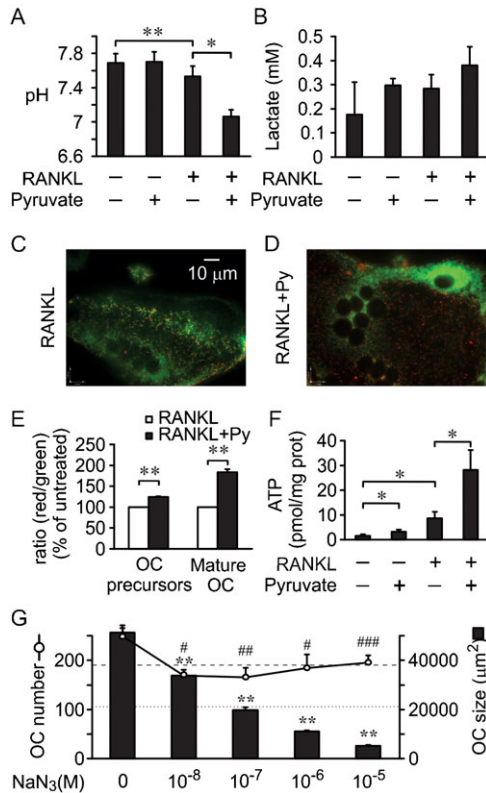 A
**
*
pH
7.8
7.4
7
6.6
RANKL – – + +
Pyruvate – + – +
B
Lactate (mM)
0.5
0.4
0.3
0.2
0.1
0
– – + +
– + – +
C
RANKL
10 μm
D
RANKL+Py
E
RANKL
RANKL+Py
ratio (red/green)
(% of untreated)
200
150
100
50
0
**
**
OC precursors
Mature OC
F
ATP
(pmol/mg prot)
40
30
20
10
0
*
*
*
RANKL – – + +
Pyruvate – + – +
G
OC number
200
100
0
# ## # ###
** ** ** **
40000
20000
0
OC size (μm²)
NaN₃(M) 0 10⁻⁸ 10⁻⁷ 10⁻⁶ 10⁻⁵